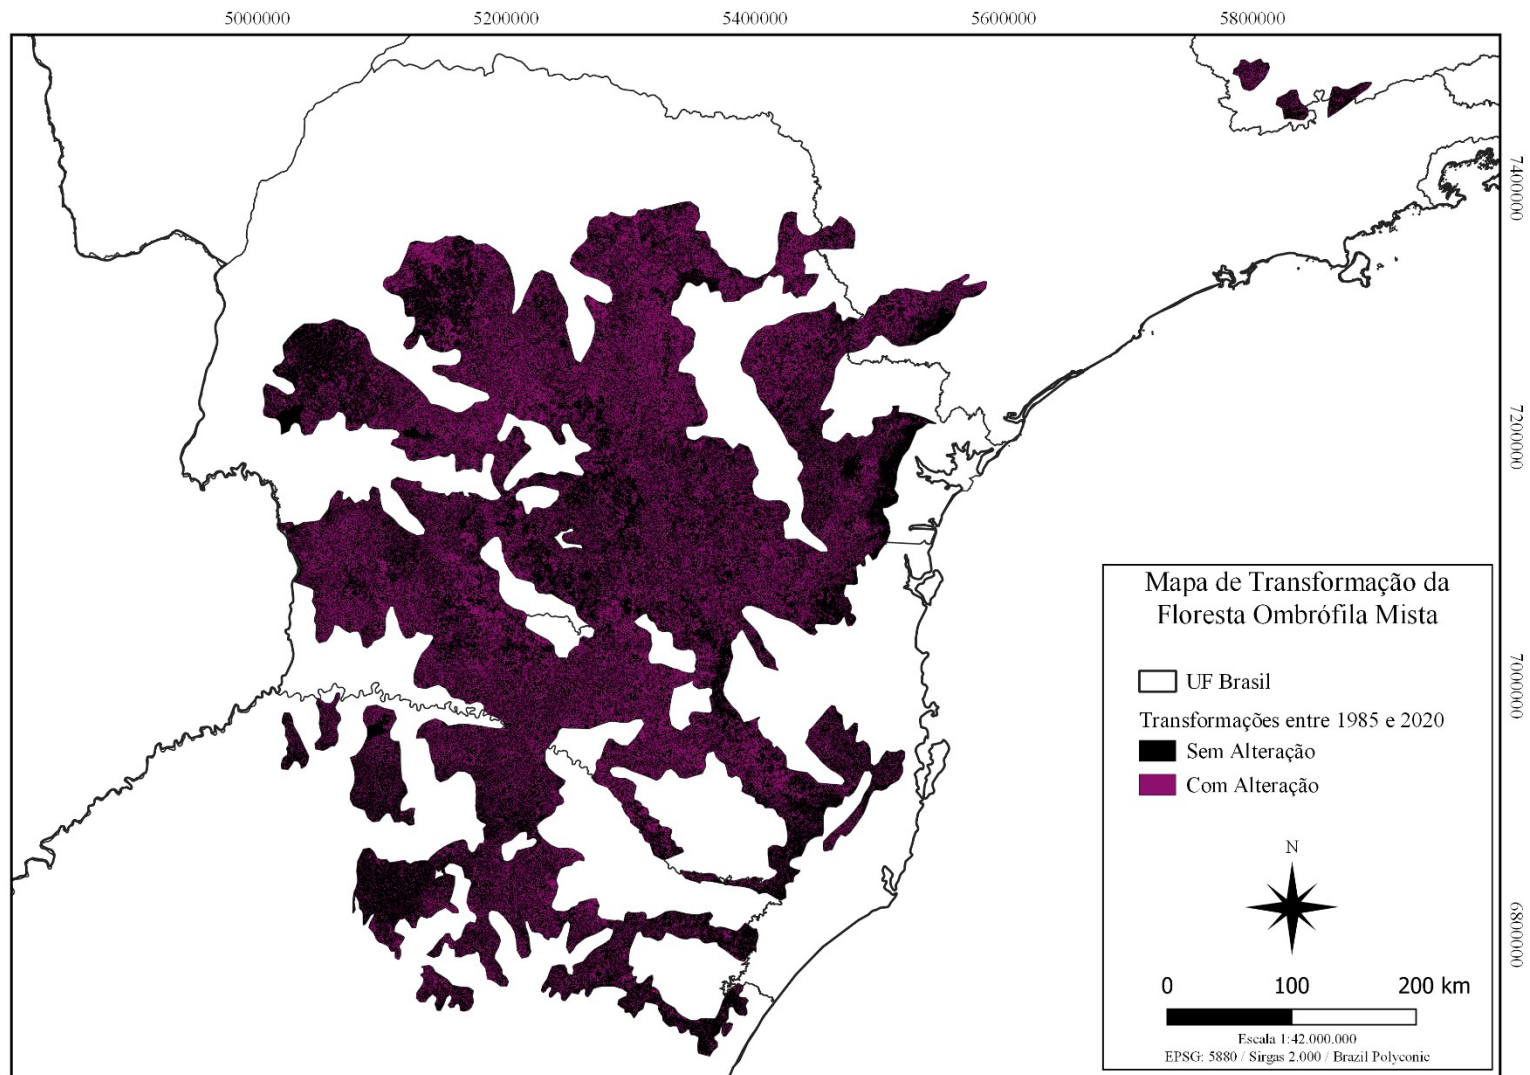 5000000 5200000 5400000 5600000 5800000
7400000
7200000
7000000
6800000
Mapa de Transformação da
Floresta Ombrófila Mista
UF Brasil
Transformações entre 1985 e 2020
Sem Alteração
Com Alteração
N
0 100 200 km
Escala 1:42.000.000
EPSG: 5880 / Sirgas 2.000 / Brazil Polyconic